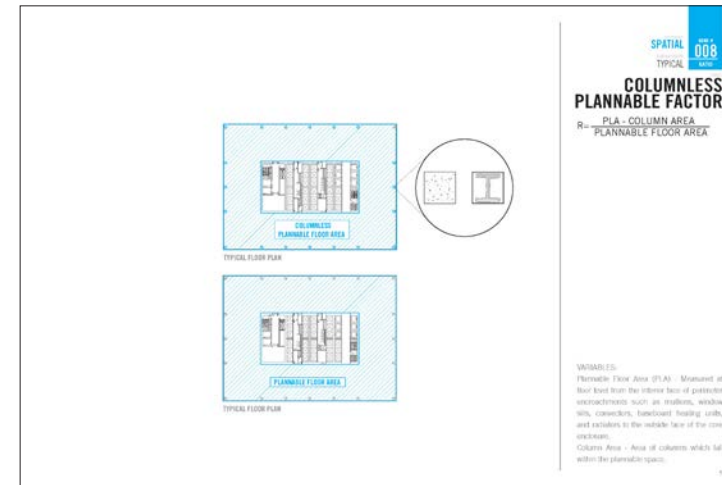 SPATIAL
008
TYPICAL
RATIO
COLUMNLESS
PLANNABLE FACTOR
R= PLA - COLUMN AREA
PLANNABLE FLOOR AREA
COLUMNLESS
PLANNABLE FLOOR AREA
TYPICAL FLOOR PLAN
PLANNABLE FLOOR AREA
TYPICAL FLOOR PLAN
VARIABLES:
Plannable Floor Area (PLA) - Measured at
floor level from the interior face of perimeter
encroachments such as mullions, window
sills, convectors, baseboard heating units,
and radiators to the outside face of the core
enclosure.
Column Area - Area of columns which fall
within the plannable space.